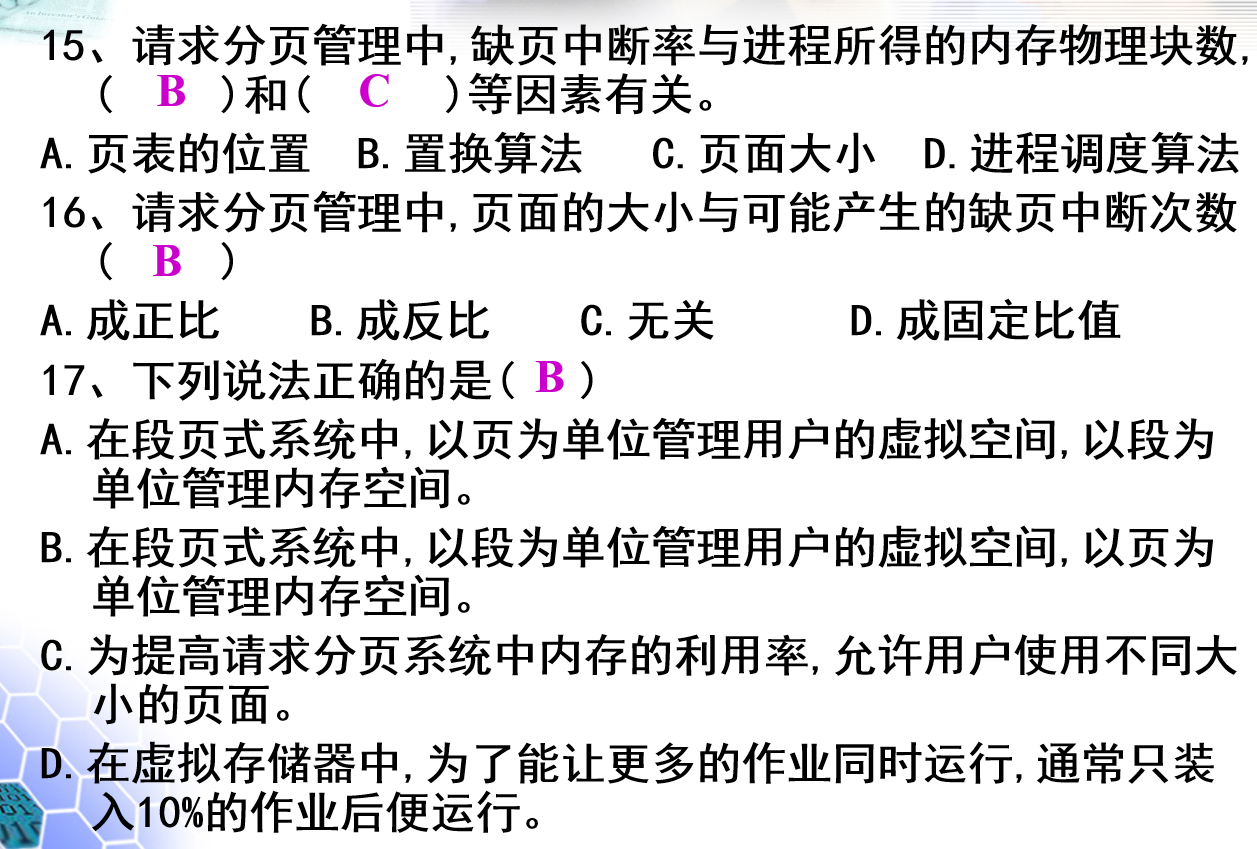 15、请求分页管理中,缺页中断率与进程所得的内存物理块数,
( B )和( C )等因素有关。
A.页表的位置 B.置换算法 C.页面大小 D.进程调度算法
16、请求分页管理中,页面的大小与可能产生的缺页中断次数
( B )
A.成正比 B.成反比 C.无关 D.成固定比值
17、下列说法正确的是( B )
A.在段页式系统中,以页为单位管理用户的虚拟空间,以段为
单位管理内存空间。
B.在段页式系统中,以段为单位管理用户的虚拟空间,以页为
单位管理内存空间。
C.为提高请求分页系统中内存的利用率,允许用户使用不同大
小的页面。
D.在虚拟存储器中,为了能让更多的作业同时运行,通常只装
入10%的作业后便运行。